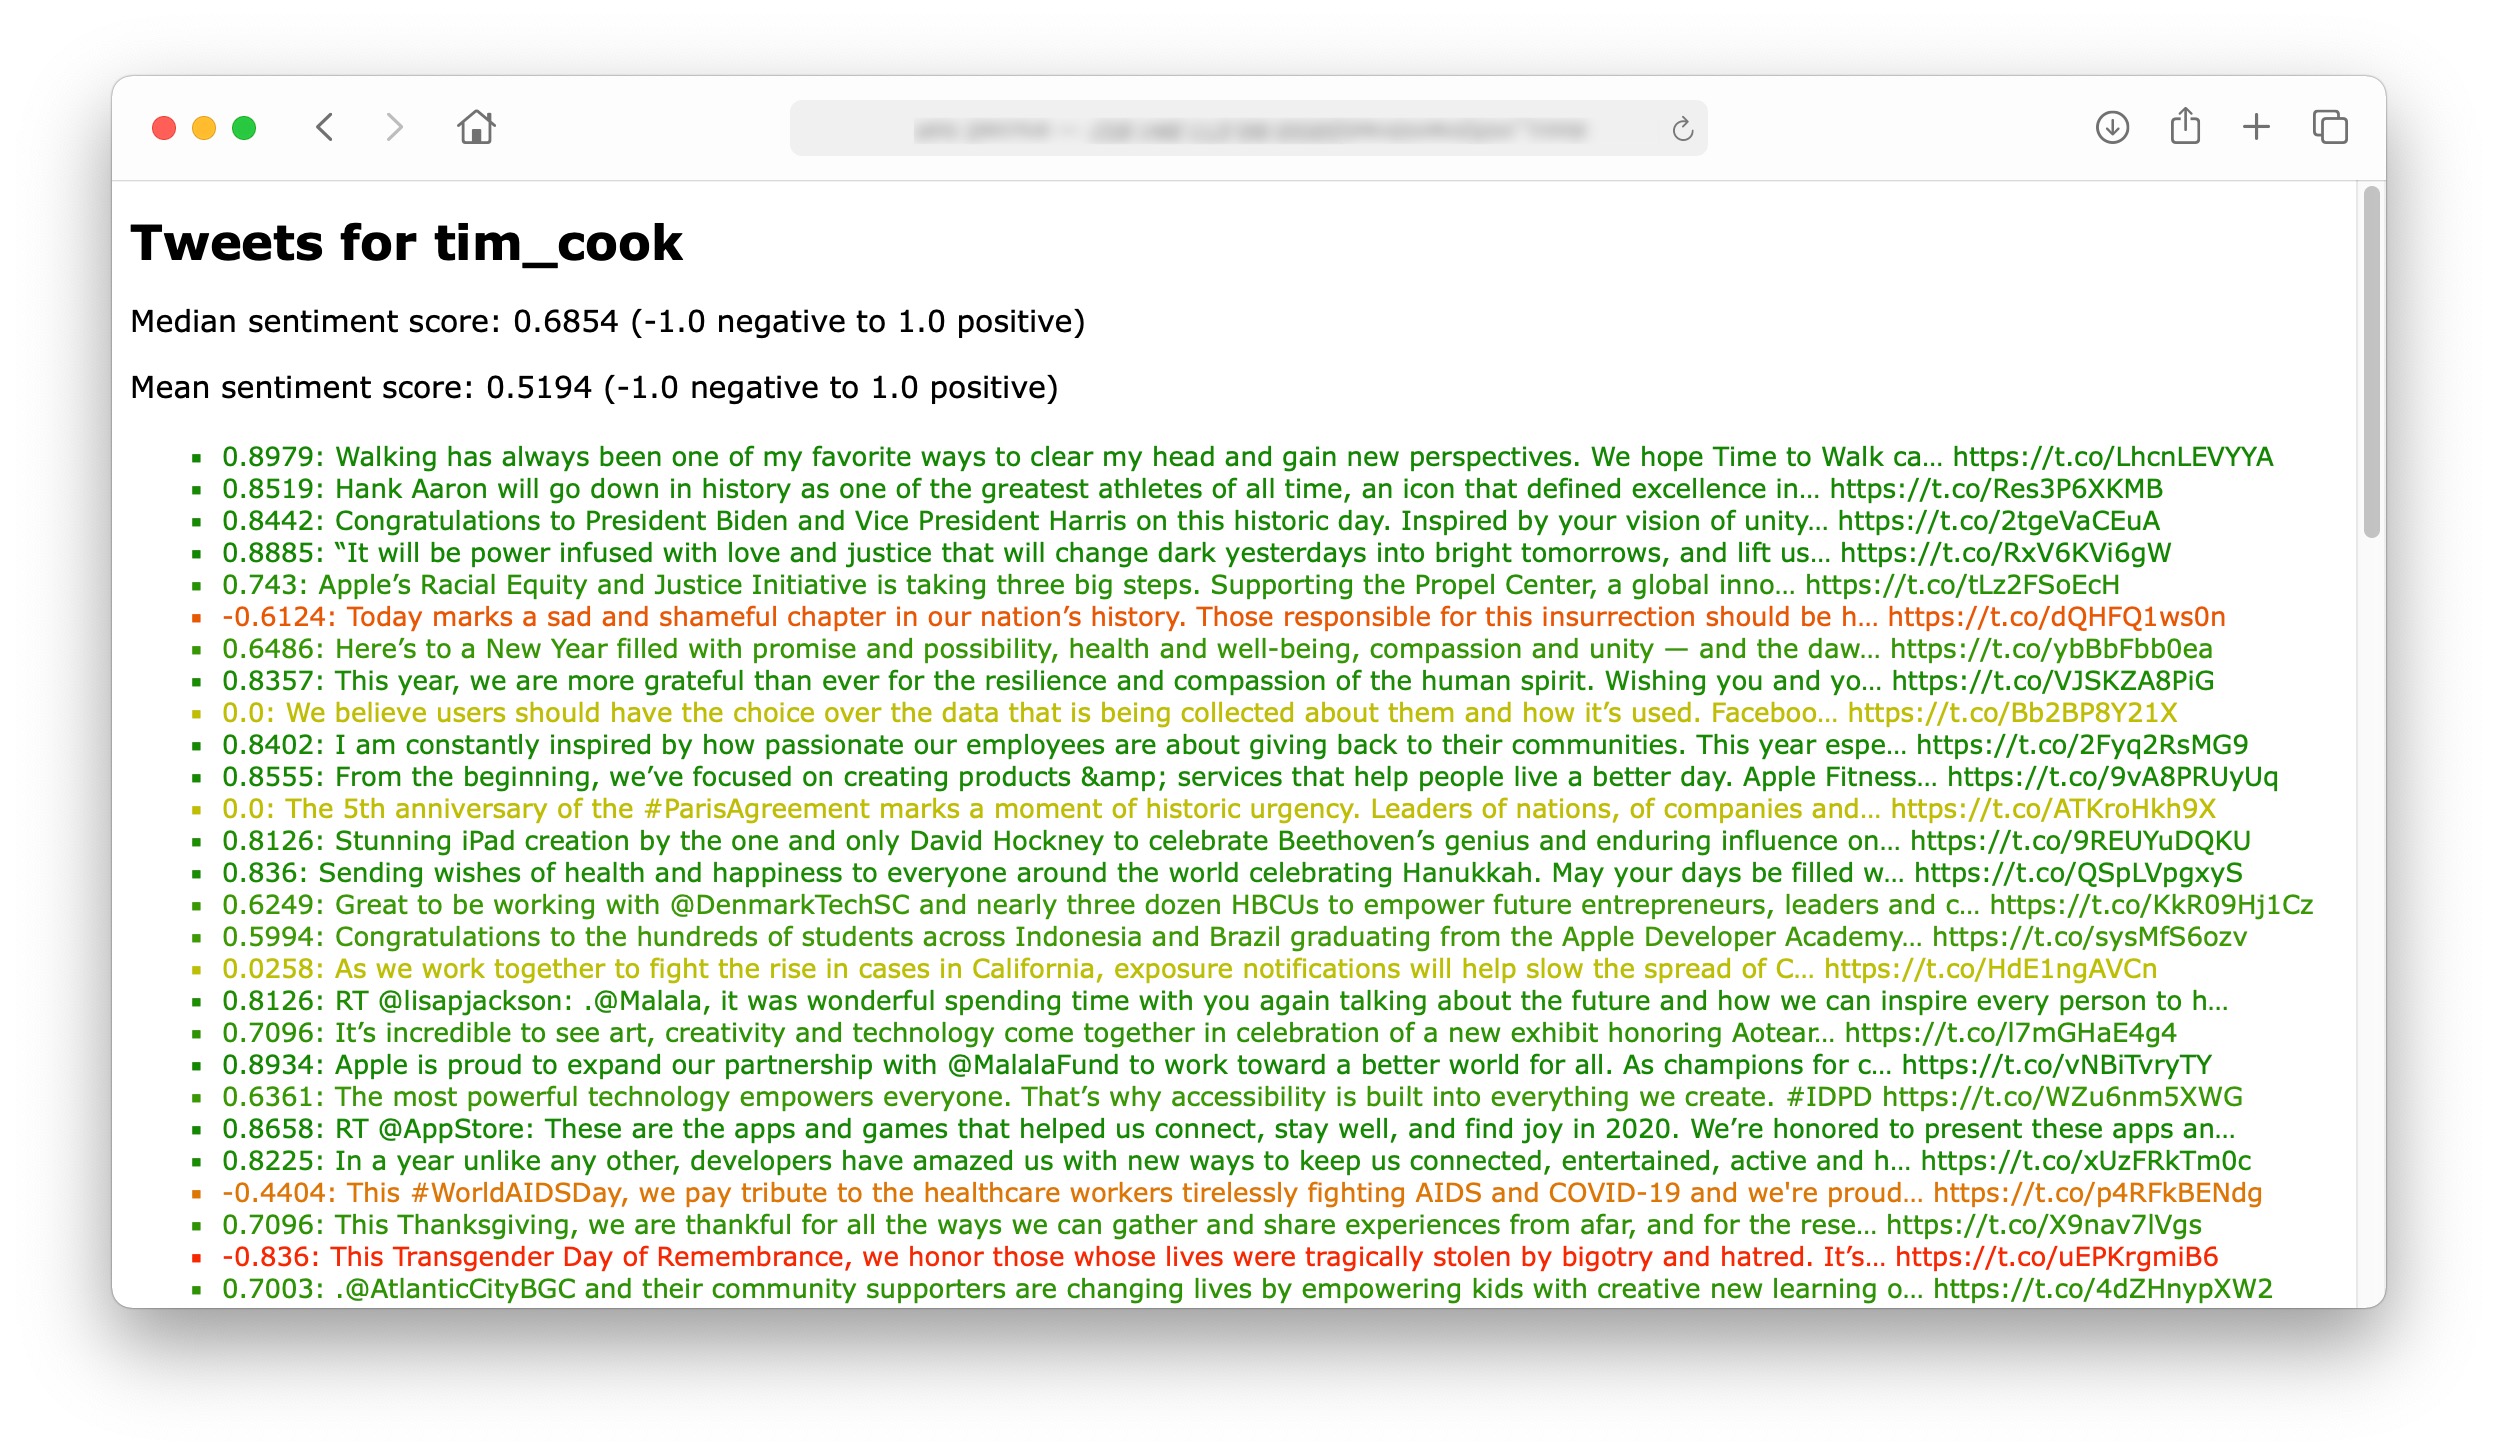 Tweets for tim_cook
Median sentiment score: 0.6854 (-1.0 negative to 1.0 positive)
Mean sentiment score: 0.5194 (-1.0 negative to 1.0 positive)
0.8979: Walking has always been one of my favorite ways to clear my head and gain new perspectives. We hope Time to Walk ca… https://t.co/LhcnLEVYYA
0.8519: Hank Aaron will go down in history as one of the greatest athletes of all time, an icon that defined excellence in… https://t.co/Res3P6XKMB
0.8442: Congratulations to President Biden and Vice President Harris on this historic day. Inspired by your vision of unity… https://t.co/2tgeVaCEuA
0.8885: “It will be power infused with love and justice that will change dark yesterdays into bright tomorrows, and lift us… https://t.co/RxV6KVi6gW
0.743: Apple’s Racial Equity and Justice Initiative is taking three big steps. Supporting the Propel Center, a global inno… https://t.co/tLz2FSoEcH
-0.6124: Today marks a sad and shameful chapter in our nation’s history. Those responsible for this insurrection should be h… https://t.co/dQHFQ1ws0n
0.6486: Here’s to a New Year filled with promise and possibility, health and well-being, compassion and unity — and the daw… https://t.co/ybBbFbb0ea
0.8357: This year, we are more grateful than ever for the resilience and compassion of the human spirit. Wishing you and yo… https://t.co/VJSKZA8PiG
0.0: We believe users should have the choice over the data that is being collected about them and how it’s used. Faceboo… https://t.co/Bb2BP8Y21X
0.8402: I am constantly inspired by how passionate our employees are about giving back to their communities. This year espe… https://t.co/2Fyq2RsMG9
0.8555: From the beginning, we’ve focused on creating products &amp; services that help people live a better day. Apple Fitness… https://t.co/9vA8PRUyUq
0.0: The 5th anniversary of the #ParisAgreement marks a moment of historic urgency. Leaders of nations, of companies and… https://t.co/ATKroHkh9X
0.8126: Stunning iPad creation by the one and only David Hockney to celebrate Beethoven’s genius and enduring influence on… https://t.co/9REUYuDQKU
0.836: Sending wishes of health and happiness to everyone around the world celebrating Hanukkah. May your days be filled w… https://t.co/QSpLVpgxyS
0.6249: Great to be working with @DenmarkTechSC and nearly three dozen HBCUs to empower future entrepreneurs, leaders and c… https://t.co/KkR09Hj1Cz
0.5994: Congratulations to the hundreds of students across Indonesia and Brazil graduating from the Apple Developer Academy… https://t.co/sysMfS6ozv
0.0258: As we work together to fight the rise in cases in California, exposure notifications will help slow the spread of C… https://t.co/HdE1ngAVCn
0.8126: RT @lisapjackson: .@Malala, it was wonderful spending time with you again talking about the future and how we can inspire every person to h…
0.7096: It’s incredible to see art, creativity and technology come together in celebration of a new exhibit honoring Aotear… https://t.co/l7mGHaE4g4
0.8934: Apple is proud to expand our partnership with @MalalaFund to work toward a better world for all. As champions for c… https://t.co/vNBiTvryTY
0.6361: The most powerful technology empowers everyone. That’s why accessibility is built into everything we create. #IDPD https://t.co/WZu6nm5XWG
0.8658: RT @AppStore: These are the apps and games that helped us connect, stay well, and find joy in 2020. We’re honored to present these apps an…
0.8225: In a year unlike any other, developers have amazed us with new ways to keep us connected, entertained, active and h… https://t.co/xUzFRkTm0c
-0.4404: This #WorldAIDSDay, we pay tribute to the healthcare workers tirelessly fighting AIDS and COVID-19 and we're proud… https://t.co/p4RFkBENdg
0.7096: This Thanksgiving, we are thankful for all the ways we can gather and share experiences from afar, and for the rese… https://t.co/X9nav7lVgs
-0.836: This Transgender Day of Remembrance, we honor those whose lives were tragically stolen by bigotry and hatred. It’s… https://t.co/uEPKrgmiB6
0.7003: .@AtlanticCityBGC and their community supporters are changing lives by empowering kids with creative new learning o… https://t.co/4dZHnypXW2